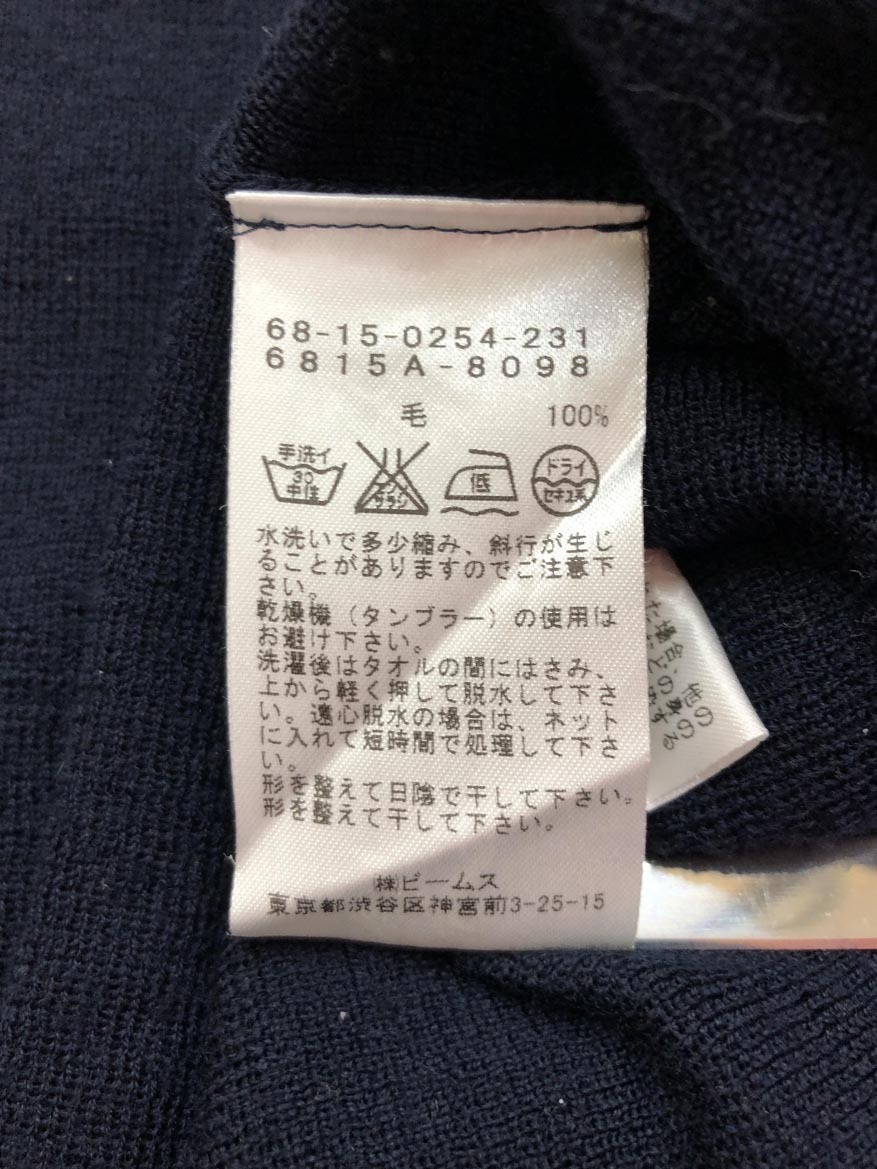 68-15-0254-231
6815A-8098
毛 100%
手洗イ
30
中性
エンソ
サラシ
低
ドライ
セキユ系
水洗いで多少縮み、斜行が生じ
ることがありますのでご注意下
さい。
乾燥機(タンブラー)の使用は
お避け下さい。
洗濯後はタオルの間にはさみ、
上から軽く押して脱水して下さ
い。遠心脱水の場合は、ネット
に入れて短時間で処理して下さ
い。
形を整えて日陰で干して下さい。
形を整えて干して下さい。
㈱ビームス
東京都渋谷区神宮前3-25-15